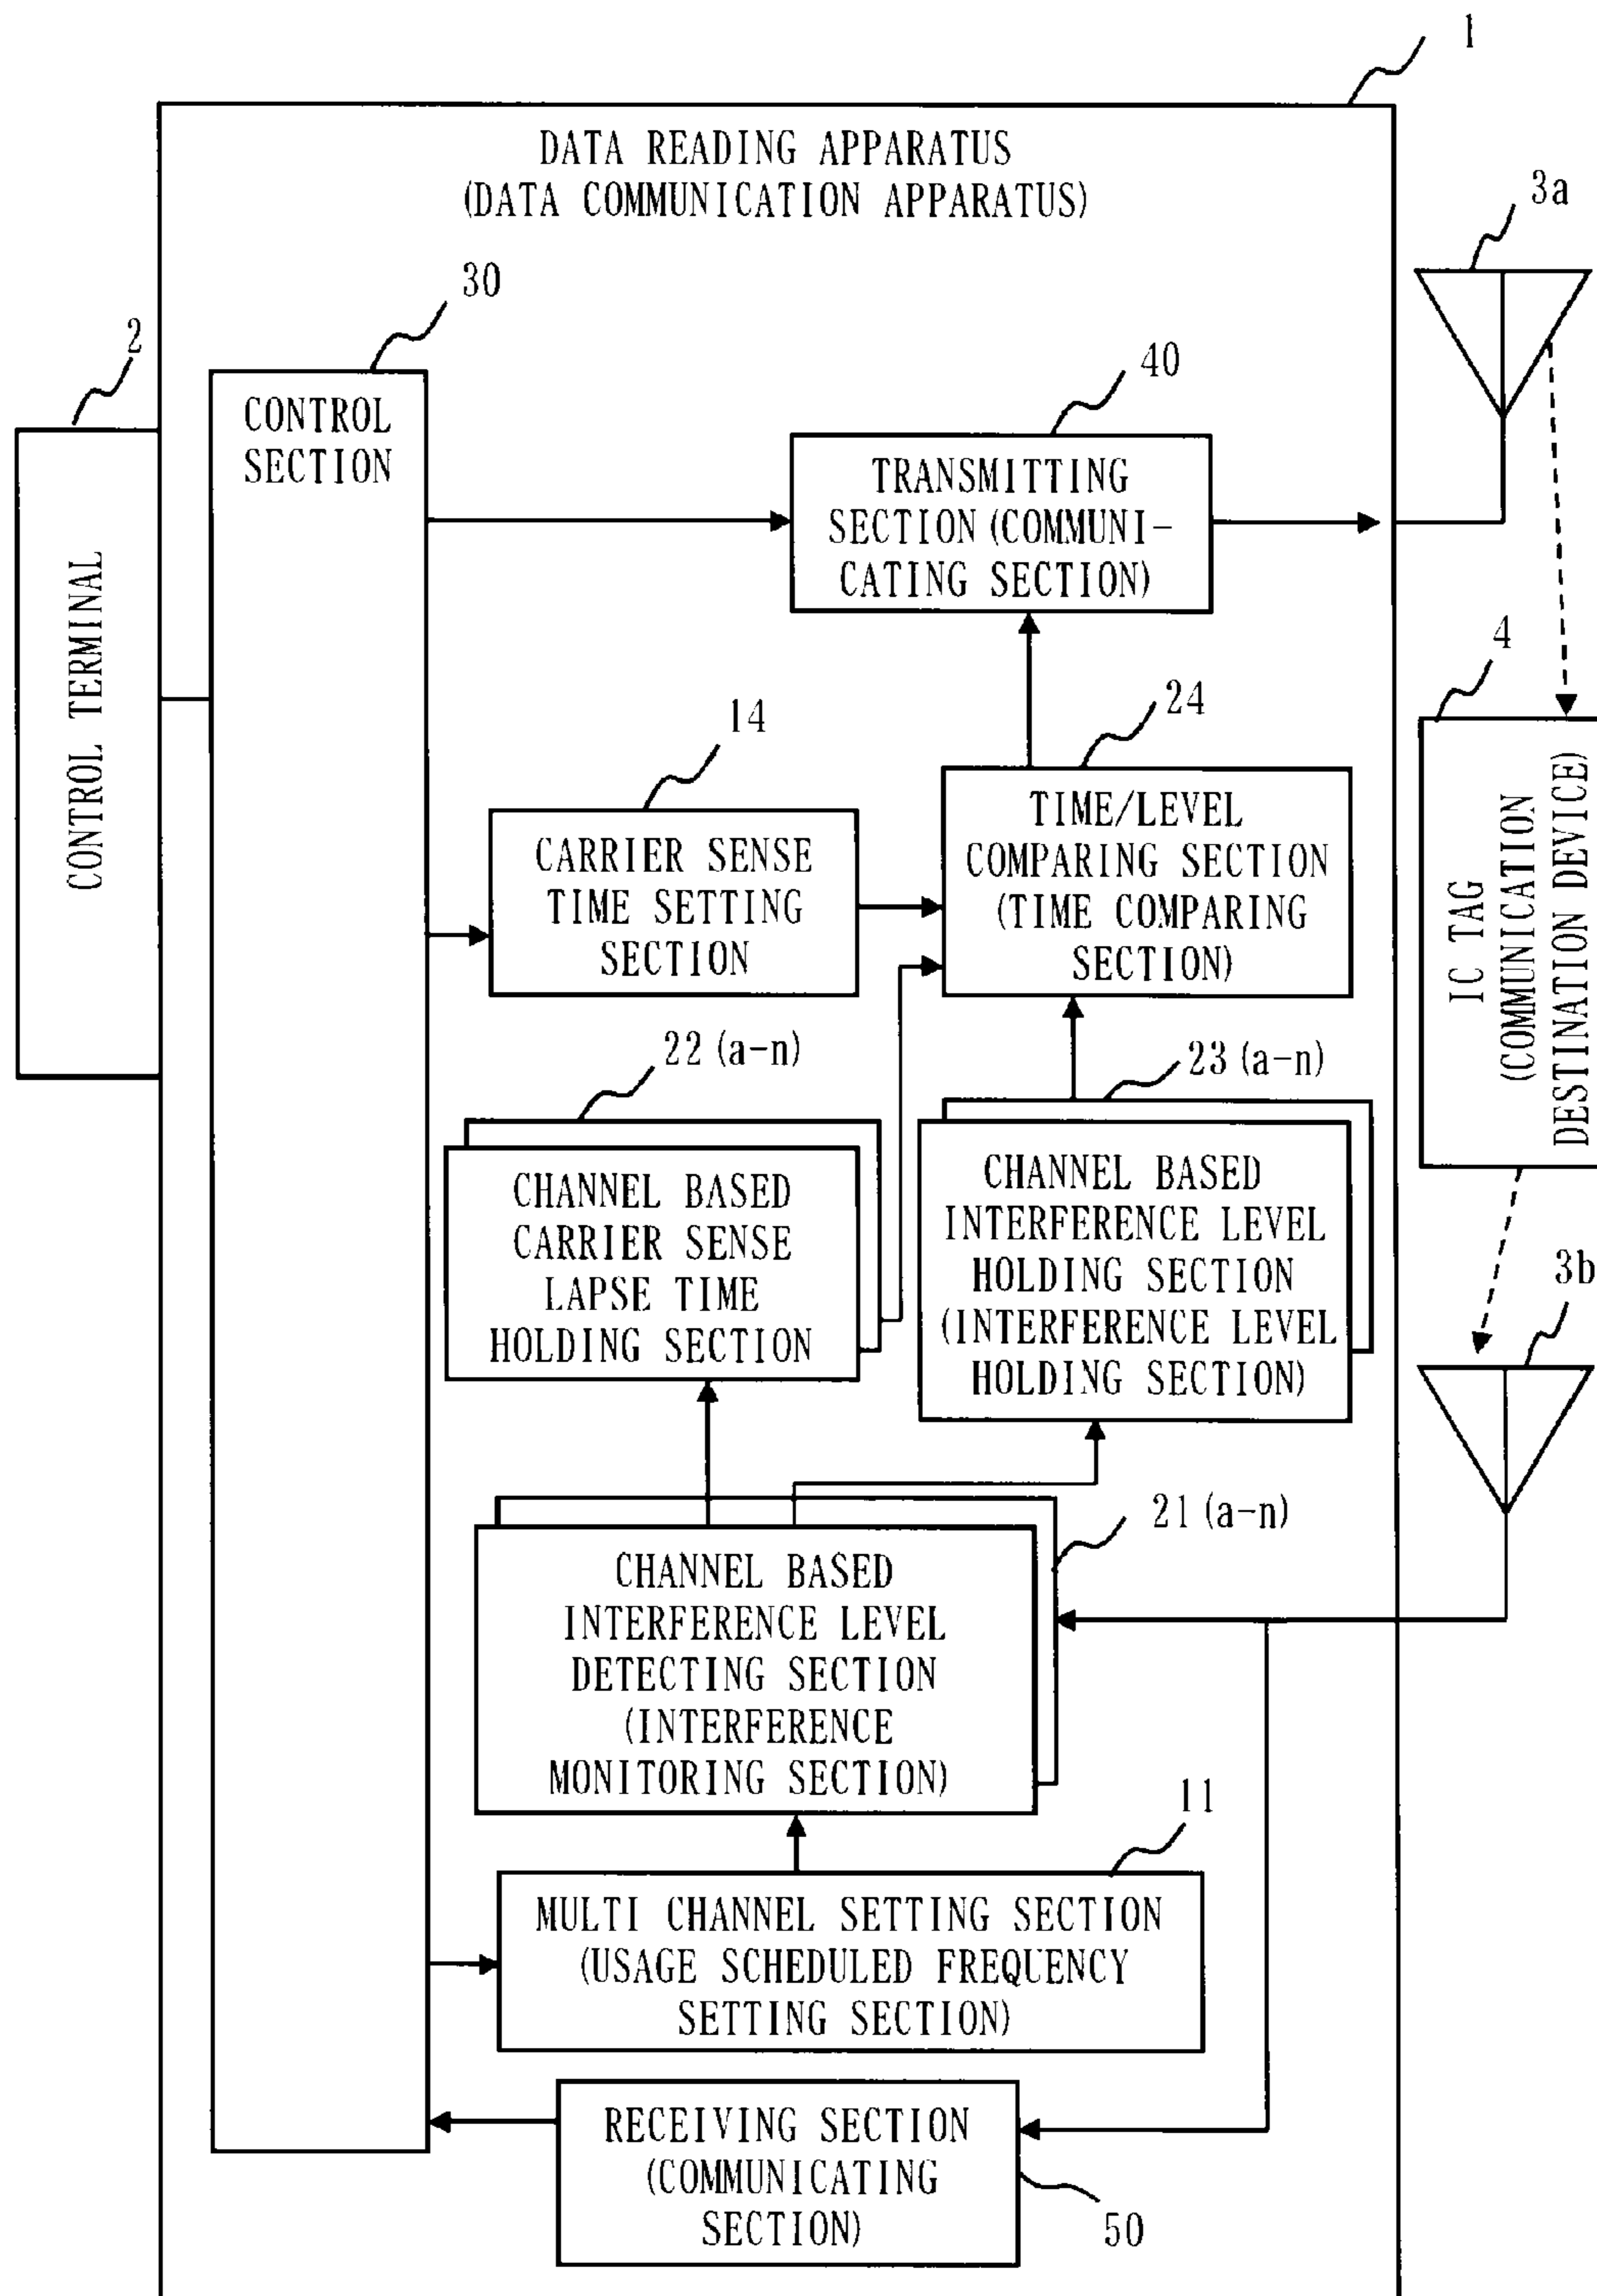 1
DATA READING APPARATUS
(DATA COMMUNICATION APPARATUS)
3a
30
2
40
CONTROL
SECTION
TRANSMITTING
SECTION (COMMUNI-
CATING SECTION)
CONTROL TERMINAL
4
14
24
IC TAG
(COMMUNICATION
DESTINATION DEVICE)
CARRIER SENSE
TIME SETTING
SECTION
TIME/LEVEL
COMPARING SECTION
(TIME COMPARING
SECTION)
22 (a-n)
23 (a-n)
CHANNEL BASED
CARRIER SENSE
LAPSE TIME
HOLDING SECTION
CHANNEL BASED
INTERFERENCE LEVEL
HOLDING SECTION
(INTERFERENCE LEVEL
HOLDING SECTION)
3b
21 (a-n)
CHANNEL BASED
INTERFERENCE LEVEL
DETECTING SECTION
(INTERFERENCE
MONITORING SECTION)
11
MULTI CHANNEL SETTING SECTION
(USAGE SCHEDULED FREQUENCY
SETTING SECTION)
RECEIVING SECTION
(COMMUNICATING
SECTION)
50